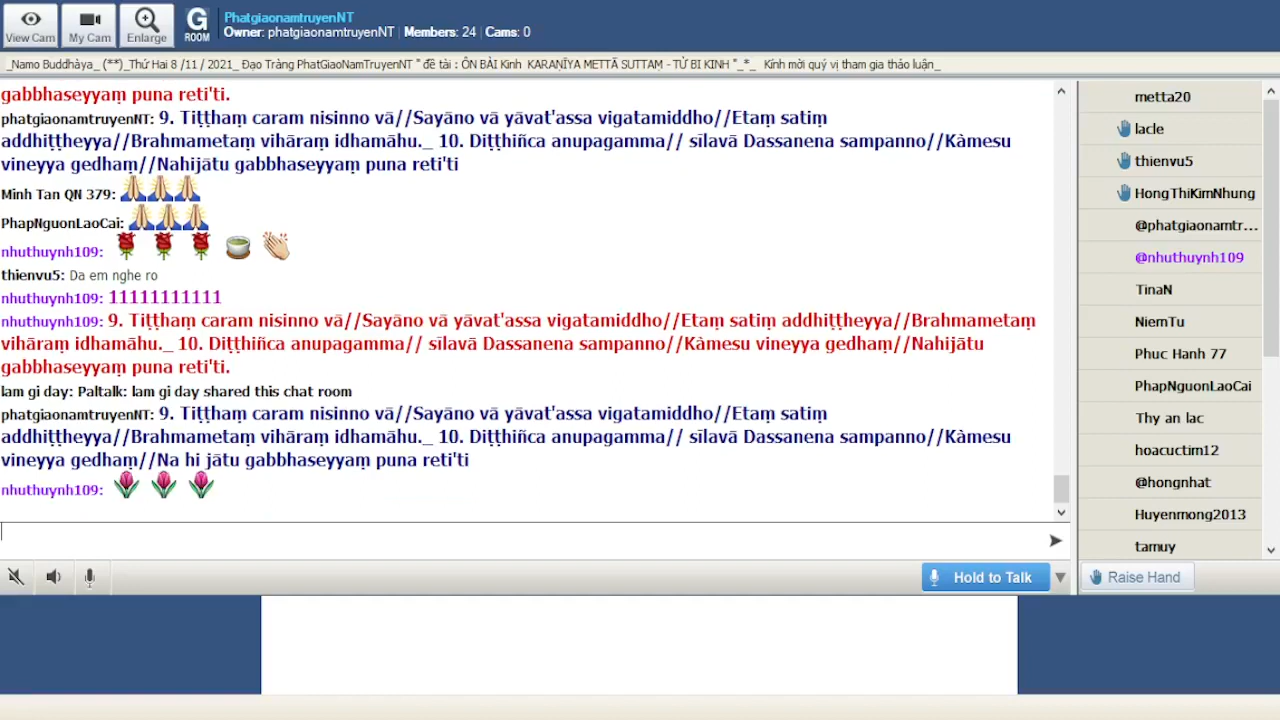 View Cam
My Cam
Enlarge
G
ROOM
PhatgiaonamtruyenNT
Owner: phatgiaonamtruyenNT | Members: 24 | Cams: 0
_Namo Buddhàya_ (**)_Thứ Hai 8 /11 / 2021_ Đạo Tràng PhatGiaoNamTruyenNT " đề tài : ÔN BÀI Kinh KARAṆĪYA METTĀ SUTTAṂ - TỪ BI KINH "_*_ Kính mời quý vị tham gia thảo luận_
gabbhaseyyaṃ puna reti'ti.
phatgiaonamtruyenNT: 9. Tiṭṭhaṃ caram nisinno vā//Sayāno vā yāvat'assa vigatamiddho//Etaṃ satiṃ
addhiṭṭheyya//Brahmametaṃ vihāraṃ idhamāhu._ 10. Diṭṭhiñca anupagamma// sīlavā Dassanena sampanno//Kàmesu
vineyya gedhaṃ//Nahijātu gabbhaseyyaṃ puna reti'ti
Minh Tan QN 379:
PhapNguonLaoCai:
nhuthuynh109:
thienvu5: Da em nghe ro
nhuthuynh109: 11111111111
nhuthuynh109: 9. Tiṭṭhaṃ caram nisinno vā//Sayāno vā yāvat'assa vigatamiddho//Etaṃ satiṃ addhiṭṭheyya//Brahmametaṃ
vihāraṃ idhamāhu._ 10. Diṭṭhiñca anupagamma// sīlavā Dassanena sampanno//Kàmesu vineyya gedhaṃ//Nahijātu
gabbhaseyyaṃ puna reti'ti.
lam gi day: Paltalk: lam gi day shared this chat room
phatgiaonamtruyenNT: 9. Tiṭṭhaṃ caram nisinno vā//Sayāno vā yāvat'assa vigatamiddho//Etaṃ satiṃ
addhiṭṭheyya//Brahmametaṃ vihāraṃ idhamāhu._ 10. Diṭṭhiñca anupagamma// sīlavā Dassanena sampanno//Kàmesu
vineyya gedhaṃ//Na hi jātu gabbhaseyyaṃ puna reti'ti
nhuthuynh109:
Hold to Talk
metta20
lacle
thienvu5
HongThiKimNhung
@phatgiaonamtr...
@nhuthuynh109
TinaN
NiemTu
Phuc Hanh 77
PhapNguonLaoCai
Thy an lac
hoacuctim12
@hongnhat
Huyenmong2013
tamuy
Raise Hand